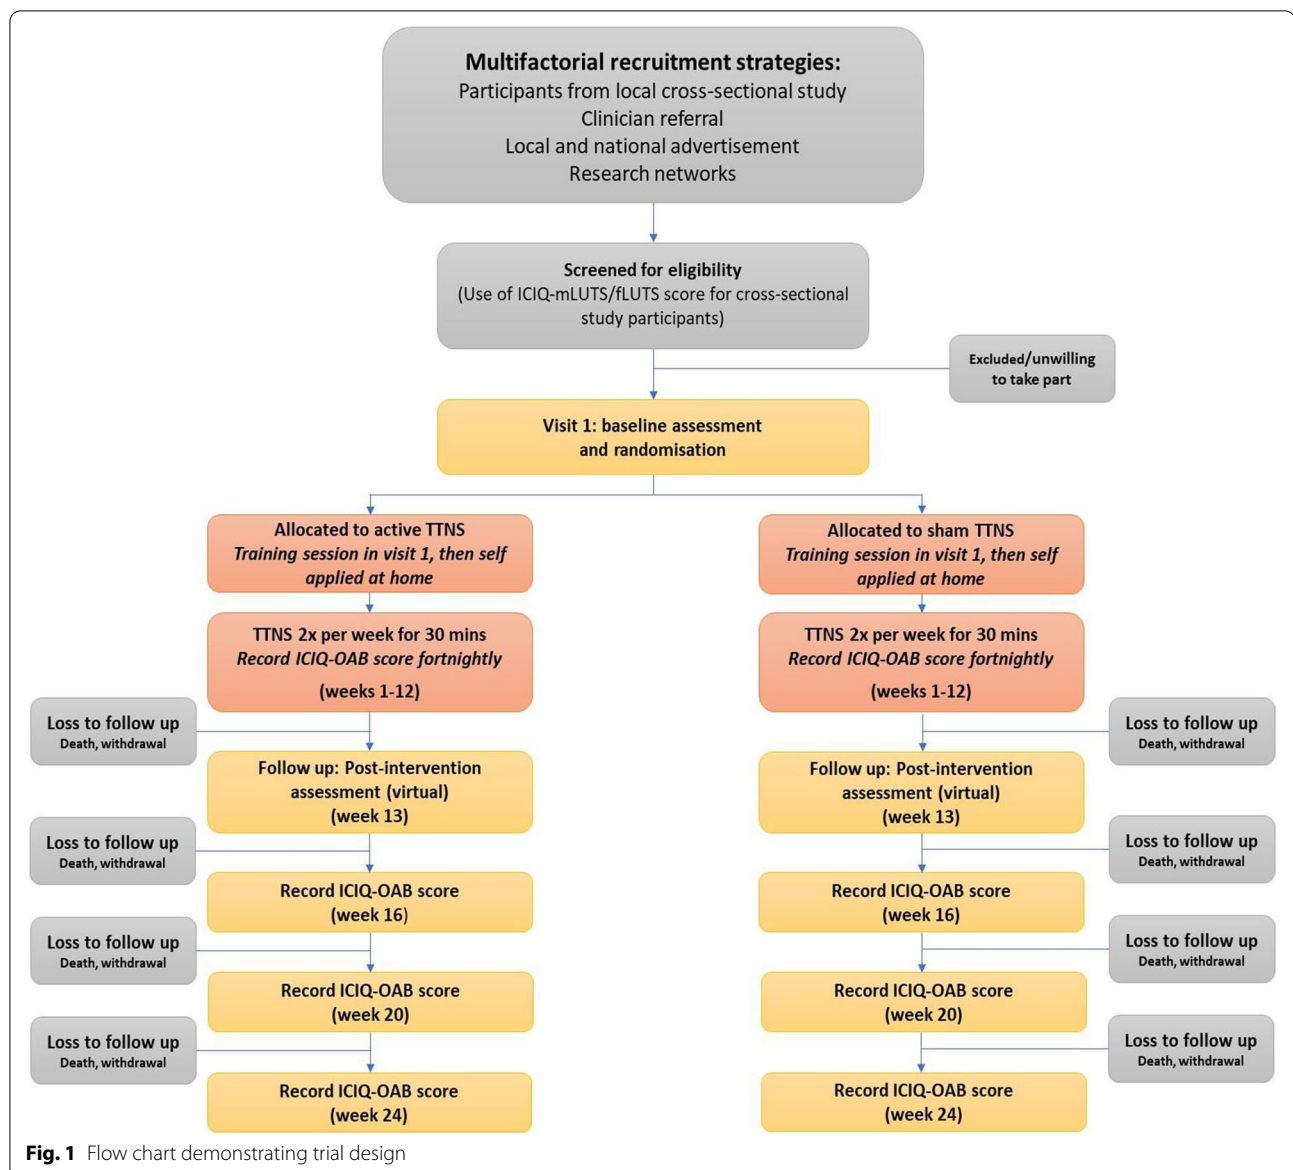 Multifactorial recruitment strategies:
Participants from local cross-sectional study
Clinician referral
Local and national advertisement
Research networks
Screened for eligibility
(Use of ICIQ-mLUTS/fLUTS score for cross-sectional
study participants)
Excluded/unwilling
to take part
Visit 1: baseline assessment
and randomisation
Allocated to active TTNS
Training session in visit 1, then self
applied at home
TTNS 2x per week for 30 mins
Record ICIQ-OAB score fortnightly
(weeks 1-12)
Loss to follow up
Death, withdrawal
Follow up: Post-intervention
assessment (virtual)
(week 13)
Loss to follow up
Death, withdrawal
Record ICIQ-OAB score
(week 16)
Loss to follow up
Death, withdrawal
Record ICIQ-OAB score
(week 20)
Loss to follow up
Death, withdrawal
Record ICIQ-OAB score
(week 24)
Allocated to sham TTNS
Training session in visit 1, then self
applied at home
TTNS 2x per week for 30 mins
Record ICIQ-OAB score fortnightly
(weeks 1-12)
Loss to follow up
Death, withdrawal
Follow up: Post-intervention
assessment (virtual)
(week 13)
Loss to follow up
Death, withdrawal
Record ICIQ-OAB score
(week 16)
Loss to follow up
Death, withdrawal
Record ICIQ-OAB score
(week 20)
Loss to follow up
Death, withdrawal
Record ICIQ-OAB score
(week 24)
Fig. 1 Flow chart demonstrating trial design